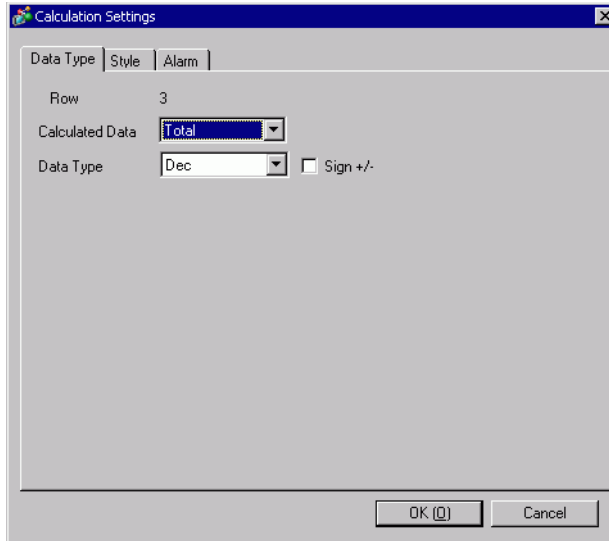 Calculation Settings
Data Type Style Alarm
Row 3
Calculated Data Total
Data Type Dec Sign +/-
OK (O) Cancel